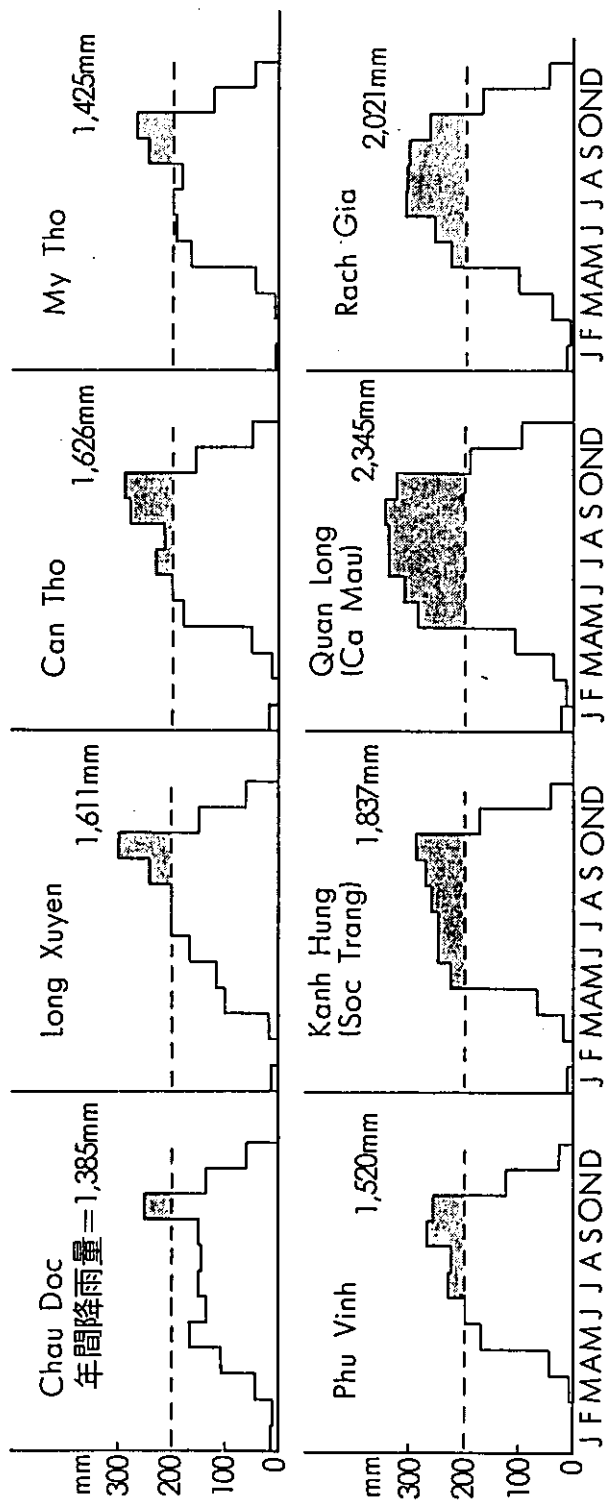 Chau Doc
年間降雨量=1,385mm
Long Xuyen
1,611mm
Can Tho
1,626mm
My Tho
1,425mm
mm
300
200
100
0
Phu Vinh
1,520mm
Kanh Hung
(Soc Trang)
1,837mm
Quan Long
(Ca Mau)
2,345mm
Rach Gia
2,021mm
300
200
100
0
J F M A M J J A S O N D
J F M A M J J A S O N D
J F M A M J J A S O N D
J F M A M J J A S O N D